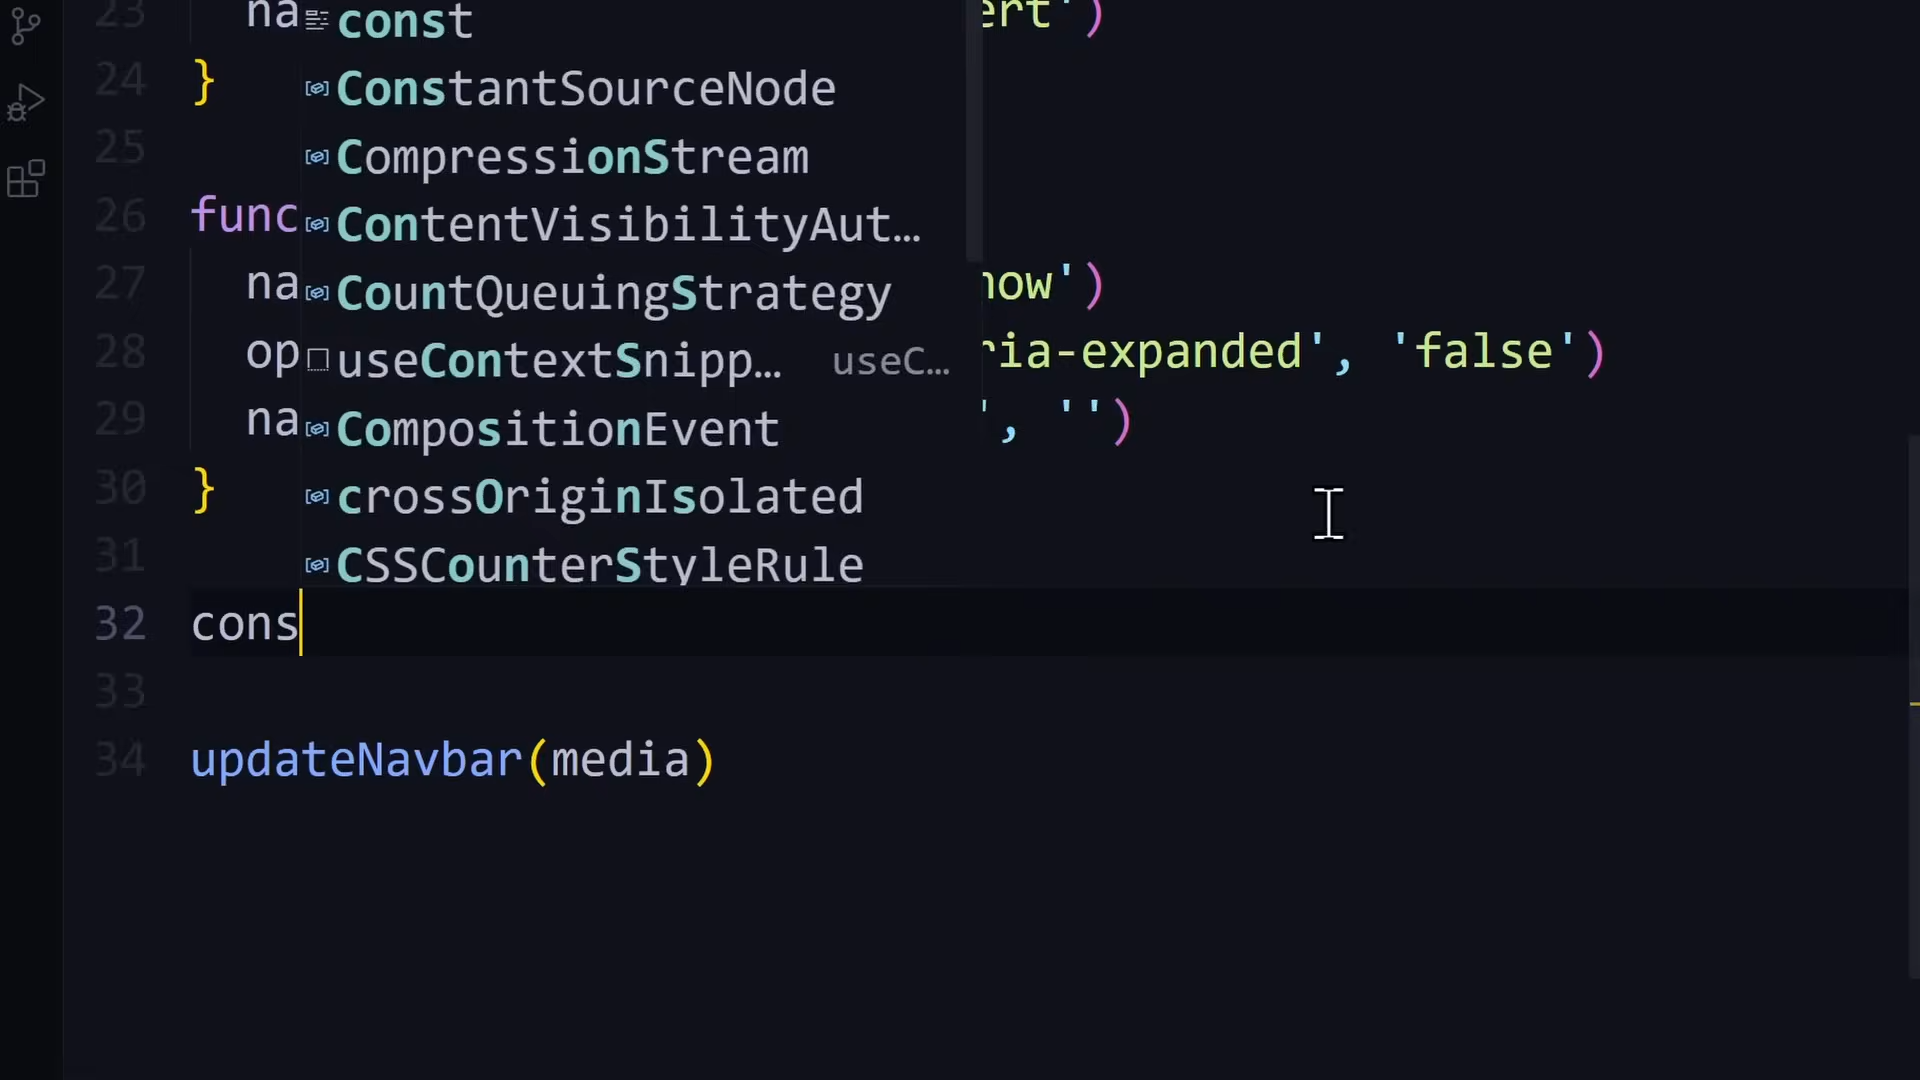 23 na const ert')
24 } ConstantSourceNode
25 CompressionStream
26 func ContentVisibilityAut…
27 na CountQueuingStrategy now')
28 op useContextSnipp… useC… ria-expanded', 'false')
29 na CompositionEvent ', '')
30 } crossOriginIsolated
31 CSSCounterStyleRule
32 cons
33
34 updateNavbar(media)